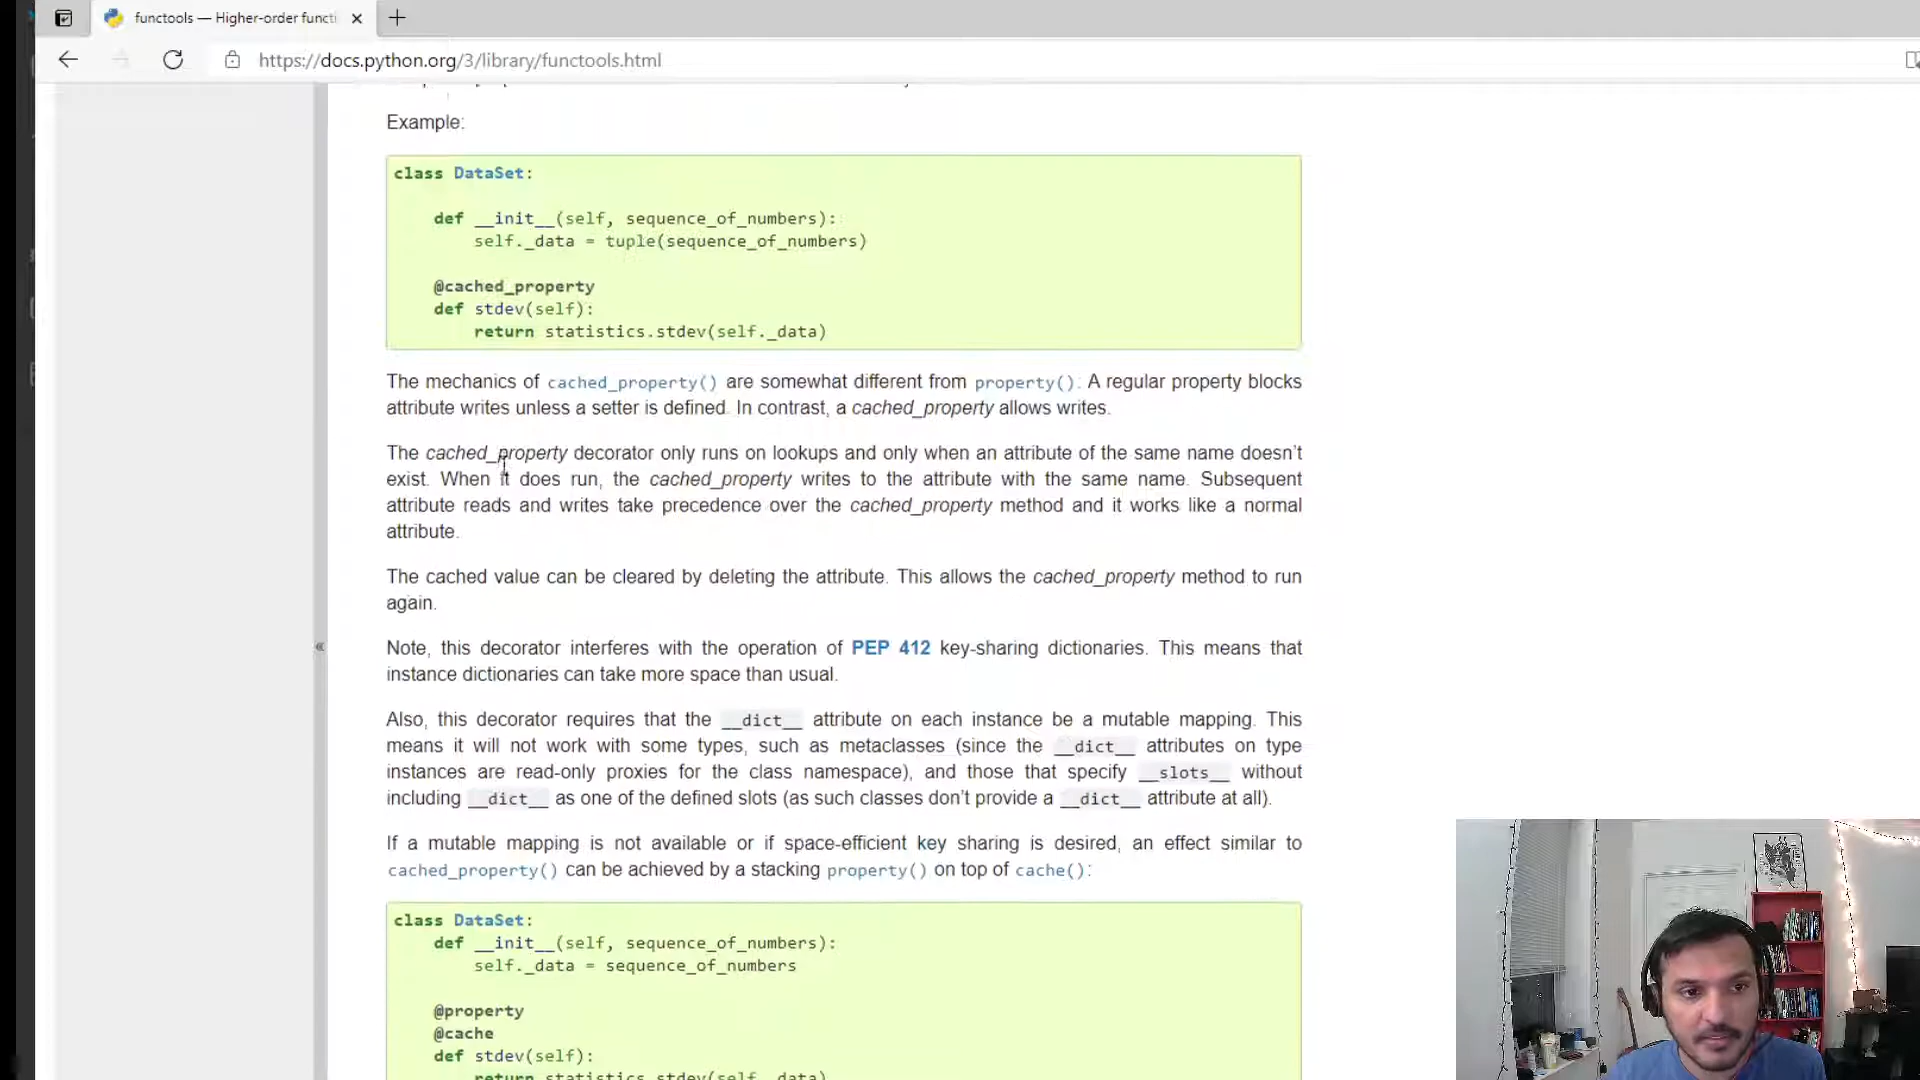 functools — Higher-order functi
https://docs.python.org/3/library/functools.html
Example:
class DataSet:
def __init__(self, sequence_of_numbers):
self._data = tuple(sequence_of_numbers)
@cached_property
def stdev(self):
return statistics.stdev(self._data)
The mechanics of cached_property() are somewhat different from property(). A regular property blocks
attribute writes unless a setter is defined. In contrast, a cached_property allows writes.
The cached_property decorator only runs on lookups and only when an attribute of the same name doesn’t
exist. When it does run, the cached_property writes to the attribute with the same name. Subsequent
attribute reads and writes take precedence over the cached_property method and it works like a normal
attribute.
The cached value can be cleared by deleting the attribute. This allows the cached_property method to run
again.
Note, this decorator interferes with the operation of PEP 412 key-sharing dictionaries. This means that
instance dictionaries can take more space than usual.
Also, this decorator requires that the __dict__ attribute on each instance be a mutable mapping. This
means it will not work with some types, such as metaclasses (since the __dict__ attributes on type
instances are read-only proxies for the class namespace), and those that specify __slots__ without
including __dict__ as one of the defined slots (as such classes don’t provide a __dict__ attribute at all).
If a mutable mapping is not available or if space-efficient key sharing is desired, an effect similar to
cached_property() can be achieved by a stacking property() on top of cache():
class DataSet:
def __init__(self, sequence_of_numbers):
self._data = sequence_of_numbers
@property
@cache
def stdev(self):
return statistics.stdev(self._data)